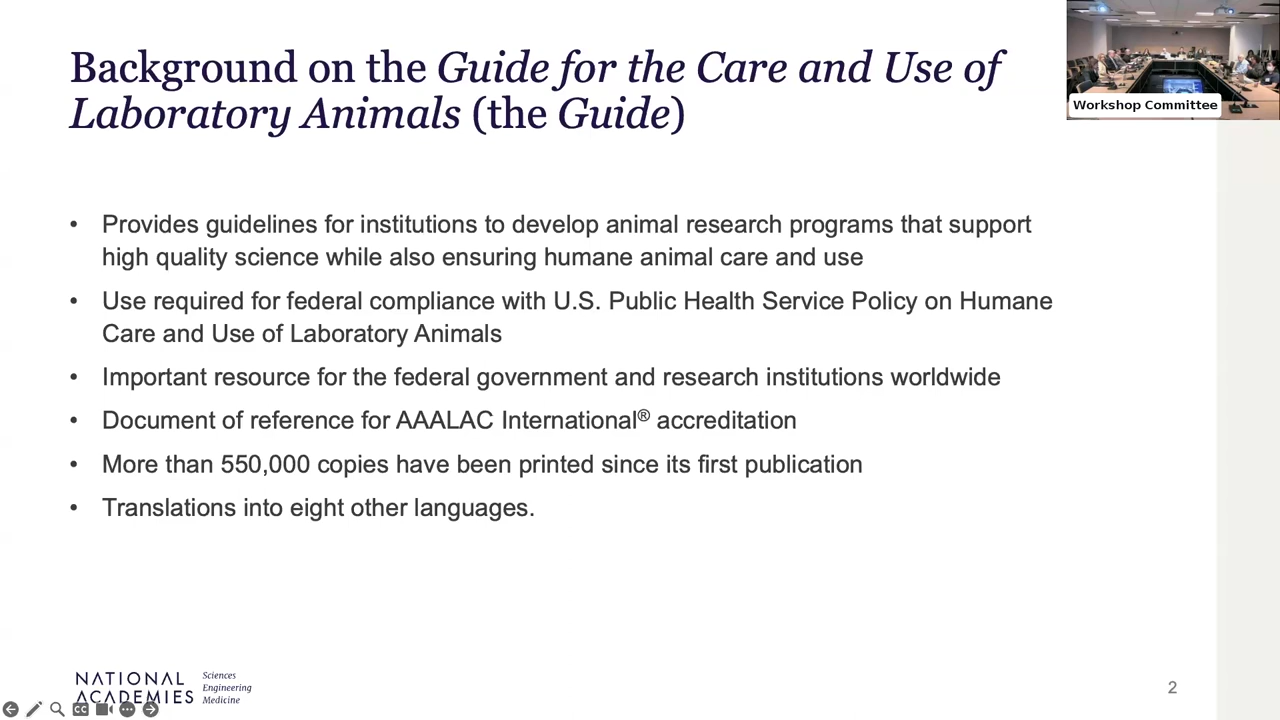 Background on the Guide for the Care and Use of
Laboratory Animals (the Guide)
Workshop Committee
• Provides guidelines for institutions to develop animal research programs that support
high quality science while also ensuring humane animal care and use
• Use required for federal compliance with U.S. Public Health Service Policy on Humane
Care and Use of Laboratory Animals
• Important resource for the federal government and research institutions worldwide
• Document of reference for AAALAC International® accreditation
• More than 550,000 copies have been printed since its first publication
• Translations into eight other languages.
NATIONAL
ACADEMIES
Sciences
Engineering
Medicine
CC
2